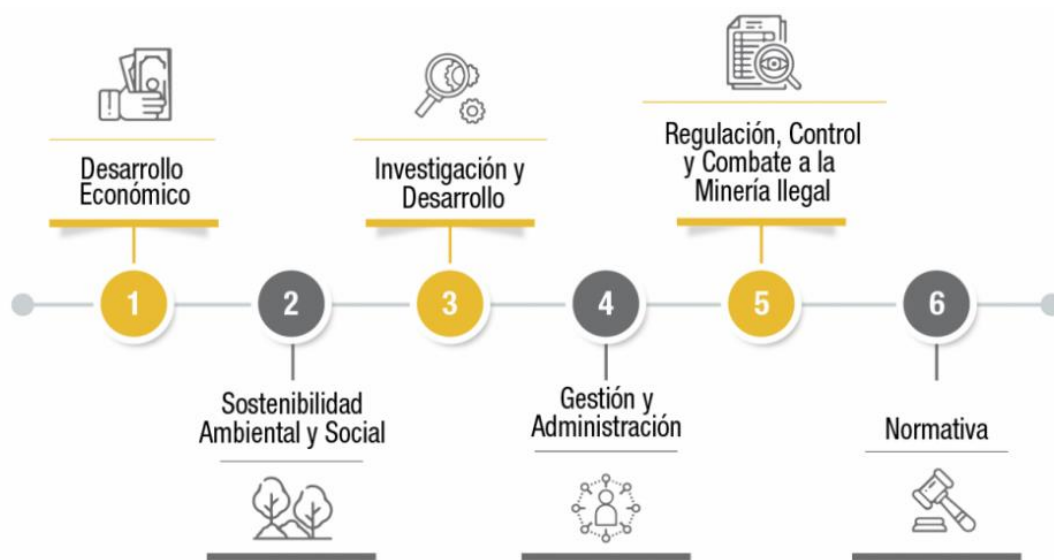 Desarrollo
Económico
1
2
Sostenibilidad
Ambiental y Social
Investigación y
Desarrollo
3
4
Gestión y
Administración
Regulación, Control
y Combate a la
Minería Ilegal
5
6
Normativa